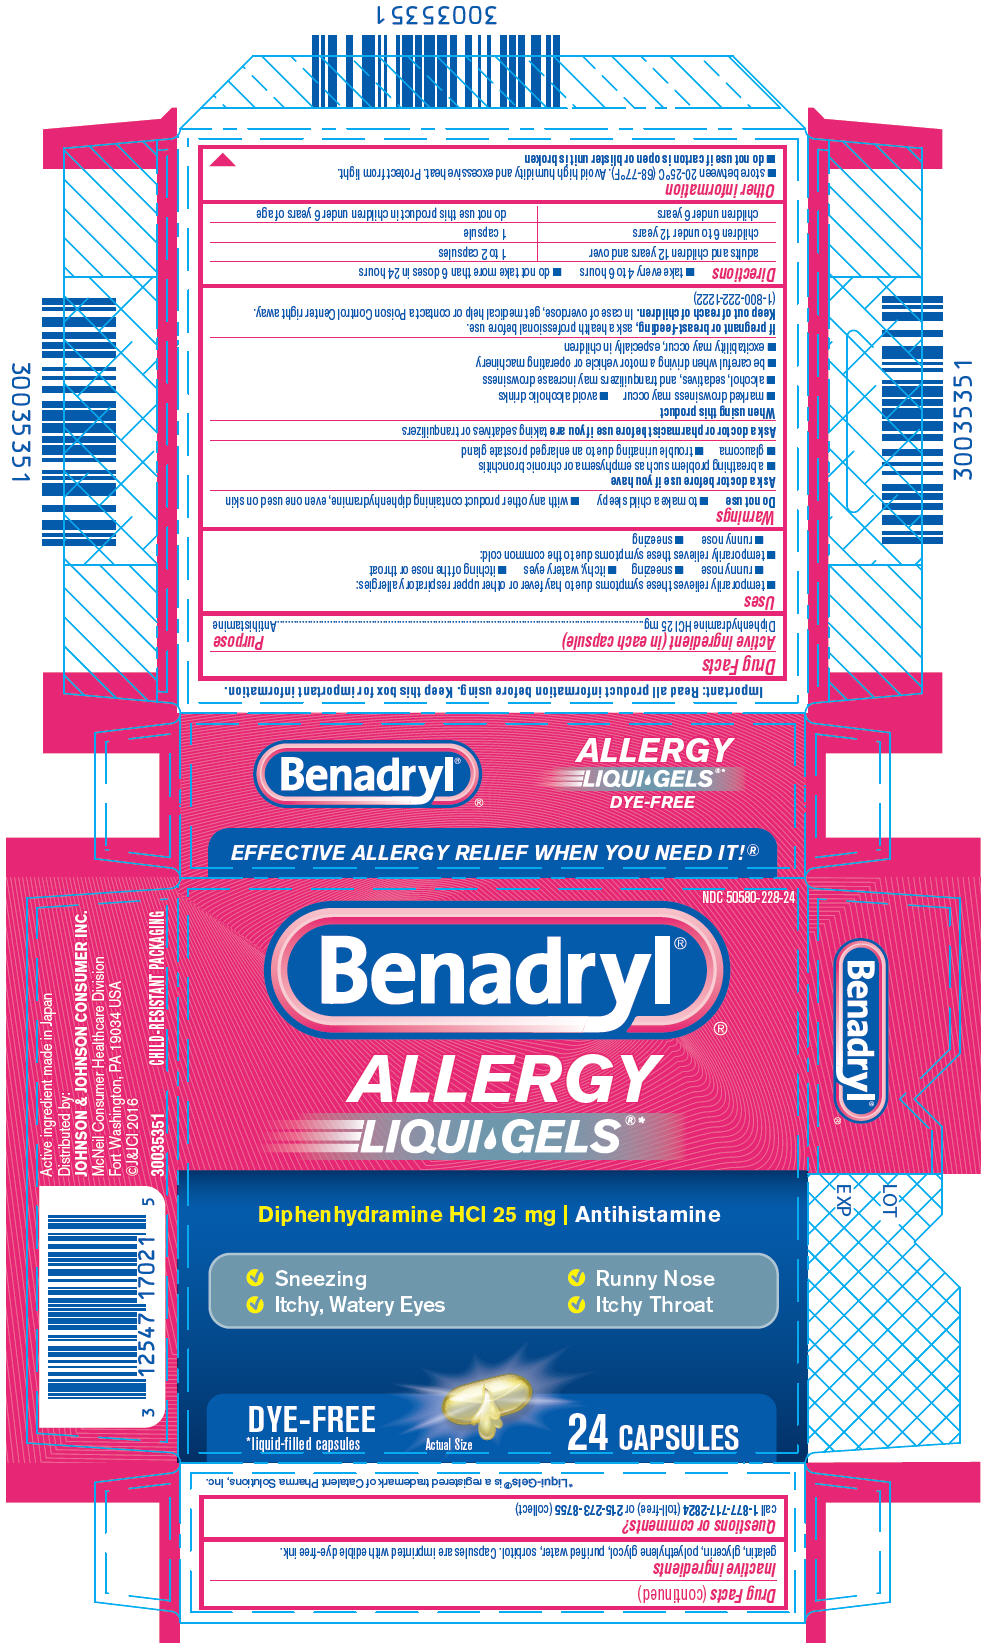 30035351
Important: Read all product information before using. Keep this box for important information.
Drug Facts
Active ingredient (in each capsule) Purpose
Diphenhydramine HCl 25 mg Antihistamine
Uses
■ temporarily relieves these symptoms due to hay fever or other upper respiratory allergies:
■ runny nose ■ sneezing ■ itchy, watery eyes ■ itching of the nose or throat
■ temporarily relieves these symptoms due to the common cold:
■ runny nose ■ sneezing
Warnings
Do not use ■ to make a child sleepy ■ with any other product containing diphenhydramine, even one used on skin
Ask a doctor before use if you have
■ a breathing problem such as emphysema or chronic bronchitis
■ glaucoma ■ trouble urinating due to an enlarged prostate gland
Ask a doctor or pharmacist before use if you are taking sedatives or tranquilizers
When using this product
■ marked drowsiness may occur ■ avoid alcoholic drinks
■ alcohol, sedatives, and tranquilizers may increase drowsiness
■ be careful when driving a motor vehicle or operating machinery
■ excitability may occur, especially in children
If pregnant or breast-feeding, ask a health professional before use.
Keep out of reach of children. In case of overdose, get medical help or contact a Poison Control Center right away.
(1-800-222-1222)
Directions ■ take every 4 to 6 hours ■ do not take more than 6 doses in 24 hours
adults and children 12 years and over 1 to 2 capsules
children 6 to under 12 years 1 capsule
children under 6 years do not use this product in children under 6 years of age
Other information
■ store between 20-25°C (68-77°F). Avoid high humidity and excessive heat. Protect from light.
■ do not use if carton is open or blister unit is broken
30035351
30035351
Benadryl®
®
ALLERGY
LIQUI•GELS®*
DYE-FREE
EFFECTIVE ALLERGY RELIEF WHEN YOU NEED IT!®
NDC 50580-228-24
Benadryl®
®
ALLERGY
LIQUI•GELS®*
Diphenhydramine HCl 25 mg | Antihistamine
Sneezing
Itchy, Watery Eyes
Runny Nose
Itchy Throat
DYE-FREE
*liquid-filled capsules
Actual Size
24 CAPSULES
Active ingredient made in Japan
Distributed by:
JOHNSON & JOHNSON CONSUMER INC.
McNeil Consumer Healthcare Division
Fort Washington, PA 19034 USA
©J&JCI 2016
30035351 CHILD-RESISTANT PACKAGING
3 12547 17021 5
Benadryl®
®
LOT
EXP
*Liqui-Gels® is a registered trademark of Catalent Pharma Solutions, Inc.
Drug Facts (continued)
Inactive ingredients
gelatin, glycerin, polyethylene glycol, purified water, sorbitol. Capsules are imprinted with edible dye-free ink.
Questions or comments?
call 1-877-717-2824 (toll-free) or 215-273-8755 (collect)